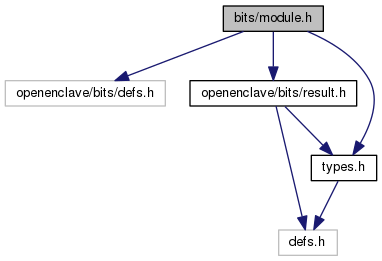 bits/module.h
openenclave/bits/defs.h
openenclave/bits/result.h
types.h
defs.h